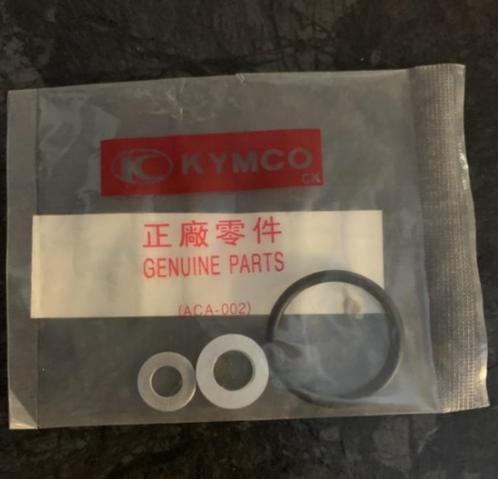 KYMCO
CK
正廠零件
GENUINE PARTS
(ACA-002)